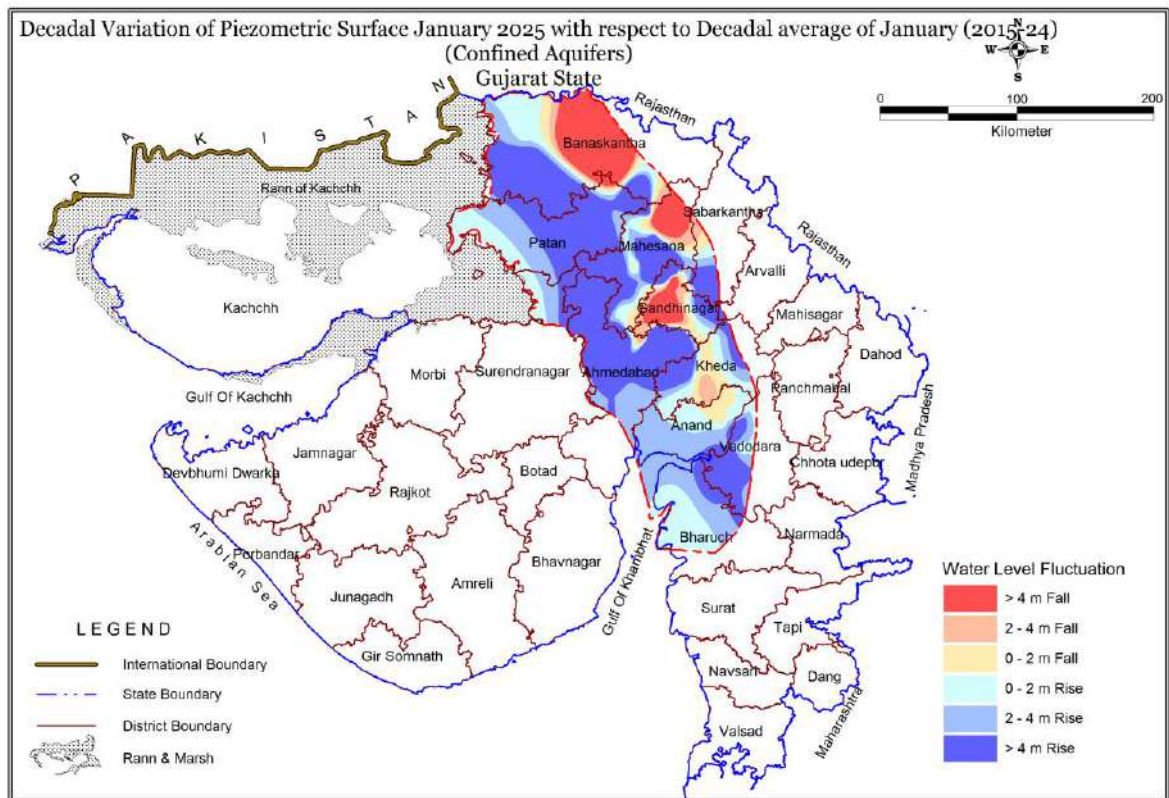 Decadal Variation of Piezometric Surface January 2025 with respect to Decadal average of January (2015-24)
(Confined Aquifers)
Gujarat State
N
W E
S
0 100 200
Kilometer
P A K I S T A N
Rajasthan
Banaskantha
Rann of Kachchh
Sabarkantha
Rajasthan
Patan
Mahesana
Arvalli
Kachchh
Gandhinagar
Mahisagar
Dahod
Morbi
Surendranagar
Ahmedabad
Kheda
Panchmahal
Gulf Of Kachchh
Anand
Vadodara
Madhya Pradesh
Jamnagar
Devbhumi Dwarka
Rajkot
Botad
Chhota udepur
Arabian Sea
Porbandar
Bhavnagar
Gulf Of Khambhat
Bharuch
Narmada
Junagadh
Amreli
Surat
Tapi
Gir Somnath
Navsari
Dang
Valsad
Maharashtra
LEGEND
International Boundary
State Boundary
District Boundary
Rann & Marsh
Water Level Fluctuation
> 4 m Fall
2 - 4 m Fall
0 - 2 m Fall
0 - 2 m Rise
2 - 4 m Rise
> 4 m Rise